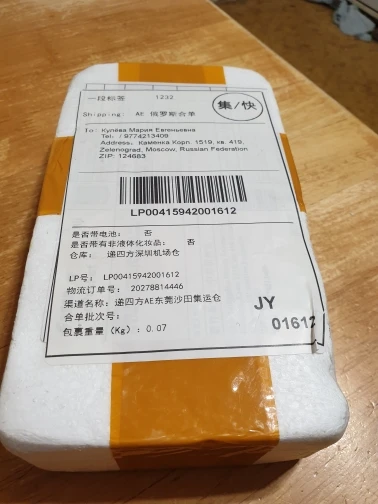 一段标签 1232
集/快
Shipping: AE 俄罗斯合单
To: Кулёва Мария Евгеньевна
Tel: /9774213409
Address: Каменка Корп. 1519, кв. 419,
Zelenograd, Moscow, Russian Federation
ZIP: 124683
LP00415942001612
是否带电池: 否
是否带有非液体化妆品: 否
仓库: 递四方深圳机场仓
LP号: LP00415942001612
物流订单号: 20278814446
渠道名称: 递四方AE东莞沙田集运仓
合单批次号:
包裹重量 (Kg): 0.07
JY
01612